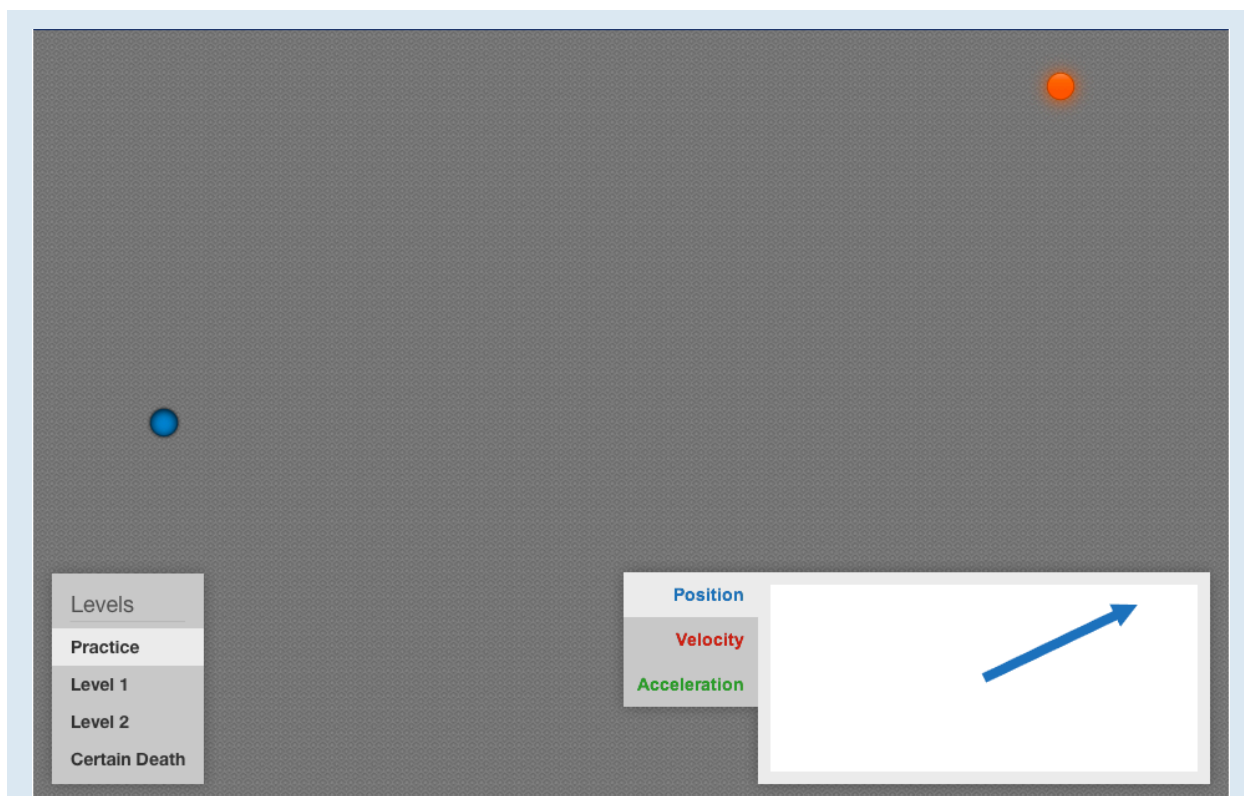 Levels
Practice
Level 1
Level 2
Certain Death
Position
Velocity
Acceleration